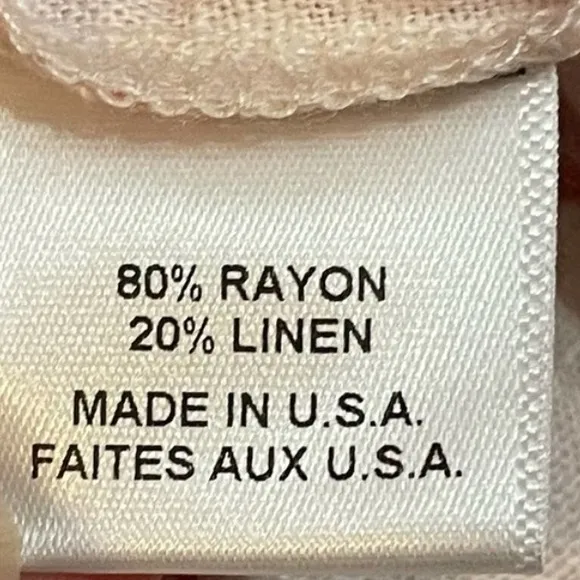 80% RAYON
20% LINEN
MADE IN U.S.A.
FAITES AUX U.S.A.